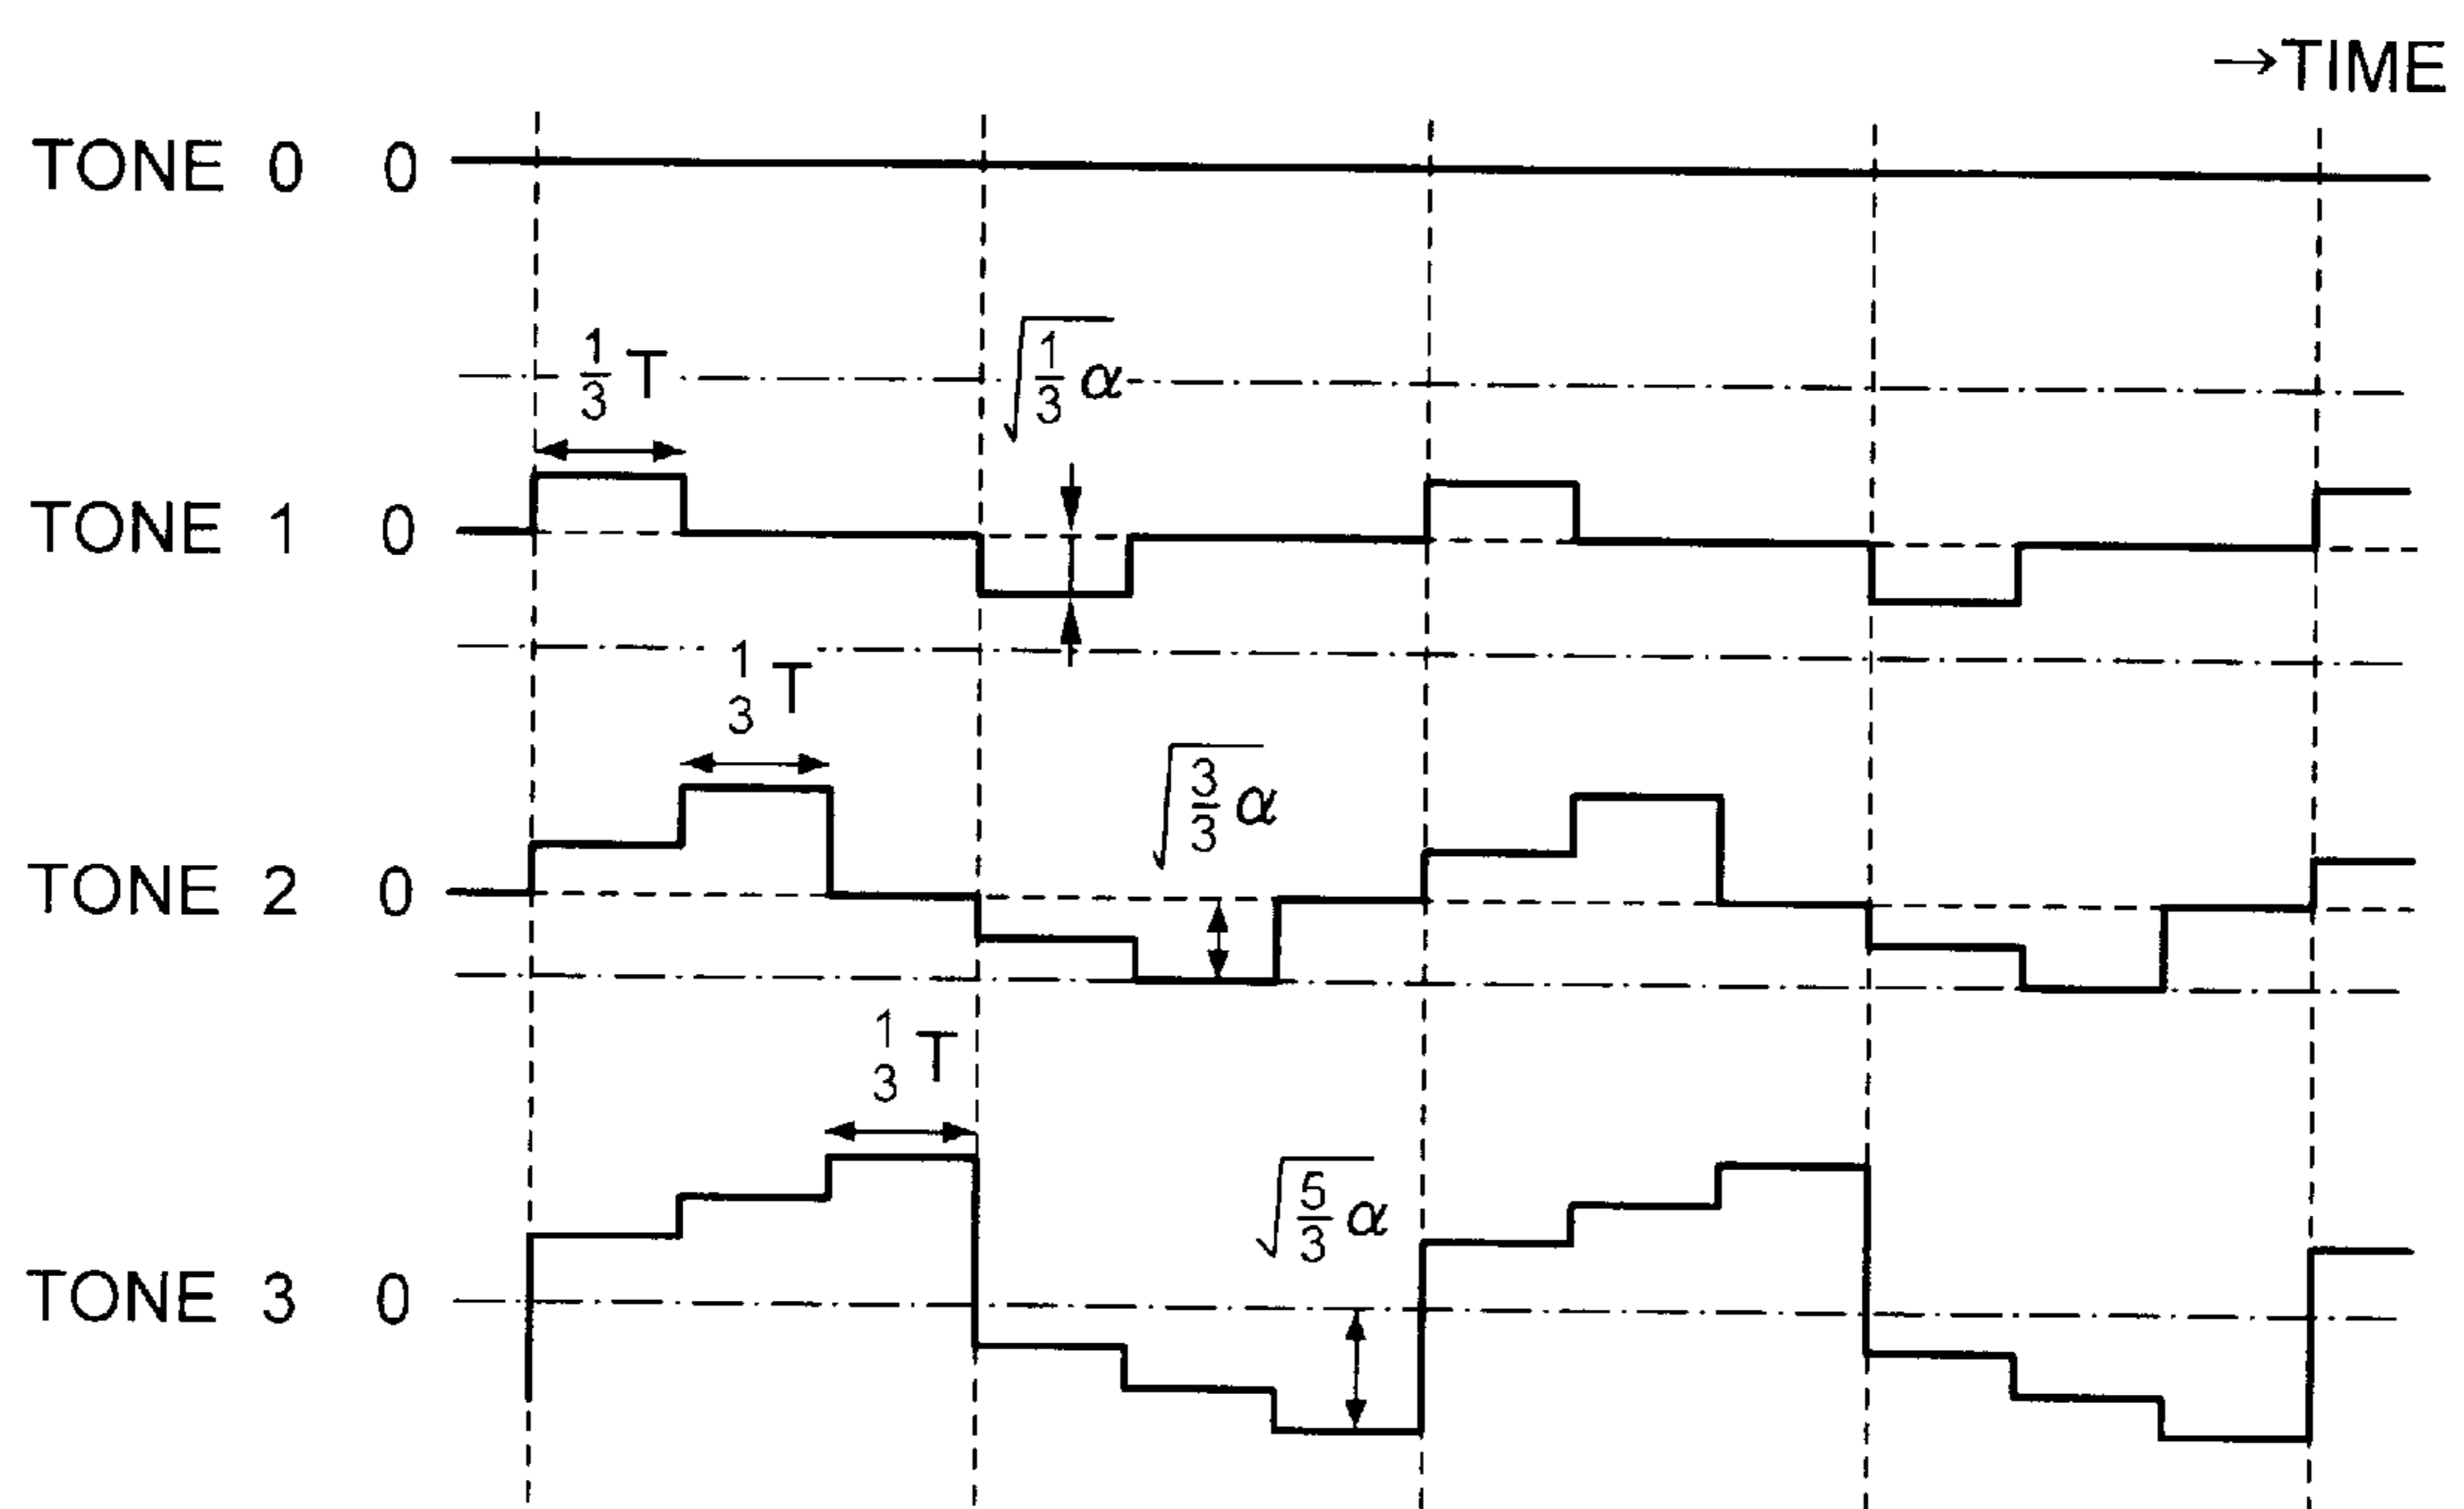 →TIME
TONE 0 0
1/3 T
√1/3 α
TONE 1 0
1
3 T
√3/3 α
TONE 2 0
1
3 T
√5/3 α
TONE 3 0